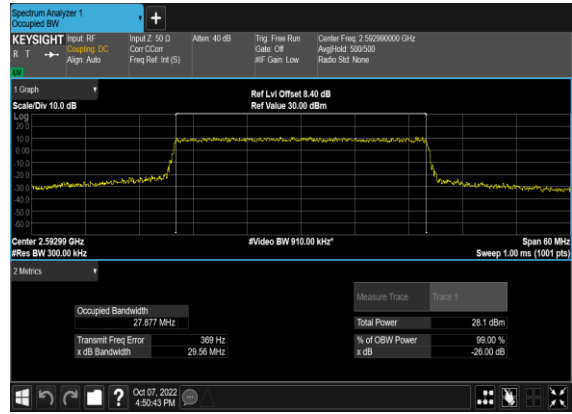 Spectrum Analyzer 1
Occupied BW
+
KEYSIGHT Input: RF Input Z: 50 Ω Atten: 40 dB Trig: Free Run Center Freq: 2.592990000 GHz
R T Coupling: DC Corr CCorr Gate: Off Avg|Hold: 500/500
Align: Auto Freq Ref: Int (S) #IF Gain: Low Radio Std: None
1 Graph
Ref Lvl Offset 8.40 dB
Scale/Div 10.0 dB Ref Value 30.00 dBm
Log
20.0
10.0
0.00
-10.0
-20.0
-30.0
-40.0
-50.0
-60.0
Center 2.59299 GHz #Video BW 910.00 kHz* Span 60 MHz
#Res BW 300.00 kHz Sweep 1.00 ms (1001 pts)
2 Metrics
Measure Trace Trace 1
Occupied Bandwidth
27.877 MHz Total Power 28.1 dBm
Transmit Freq Error 369 Hz % of OBW Power 99.00 %
x dB Bandwidth 29.56 MHz x dB -26.00 dB
? Oct 07, 2022
4:50:43 PM